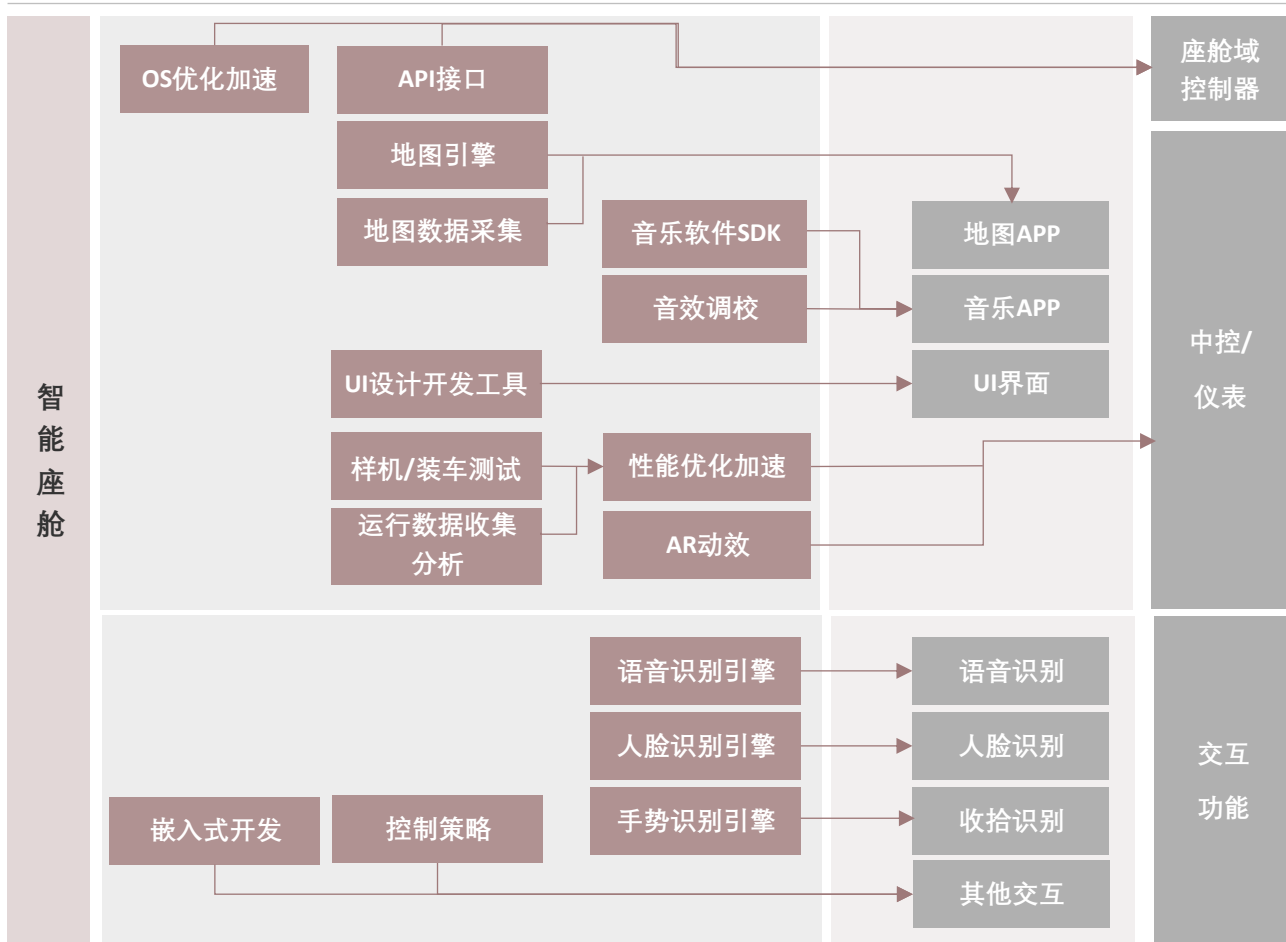 智
能
座
舱
OS优化加速
API接口
座舱域
控制器
地图引擎
地图数据采集
音乐软件SDK
地图APP
音效调校
音乐APP
UI设计开发工具
UI界面
中控/
仪表
样机/装车测试
性能优化加速
运行数据收集
分析
AR动效
语音识别引擎
语音识别
人脸识别引擎
人脸识别
嵌入式开发
控制策略
手势识别引擎
收拾识别
其他交互
交互
功能